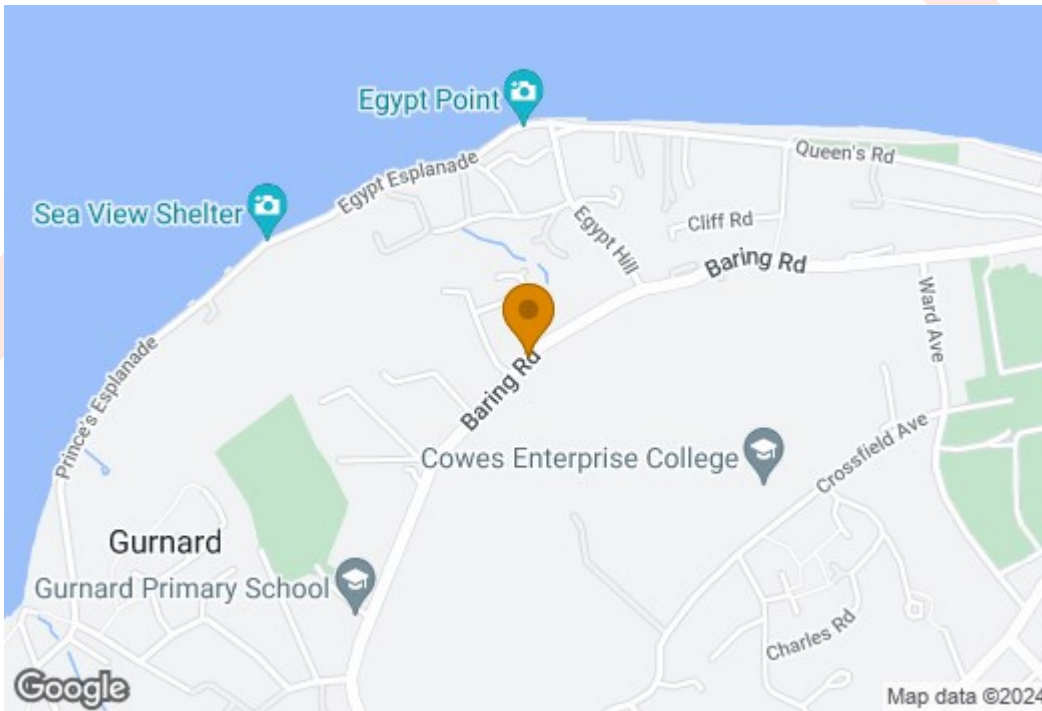 Egypt Point
Queen's Rd
Egypt Esplanade
Sea View Shelter
Cliff Rd
Egypt Hill
Baring Rd
Ward Ave
Prince's Esplanade
Baring Rd
Crossfield Ave
Cowes Enterprise College
Gurnard
Gurnard Primary School
Charles Rd
Google
Map data ©2024